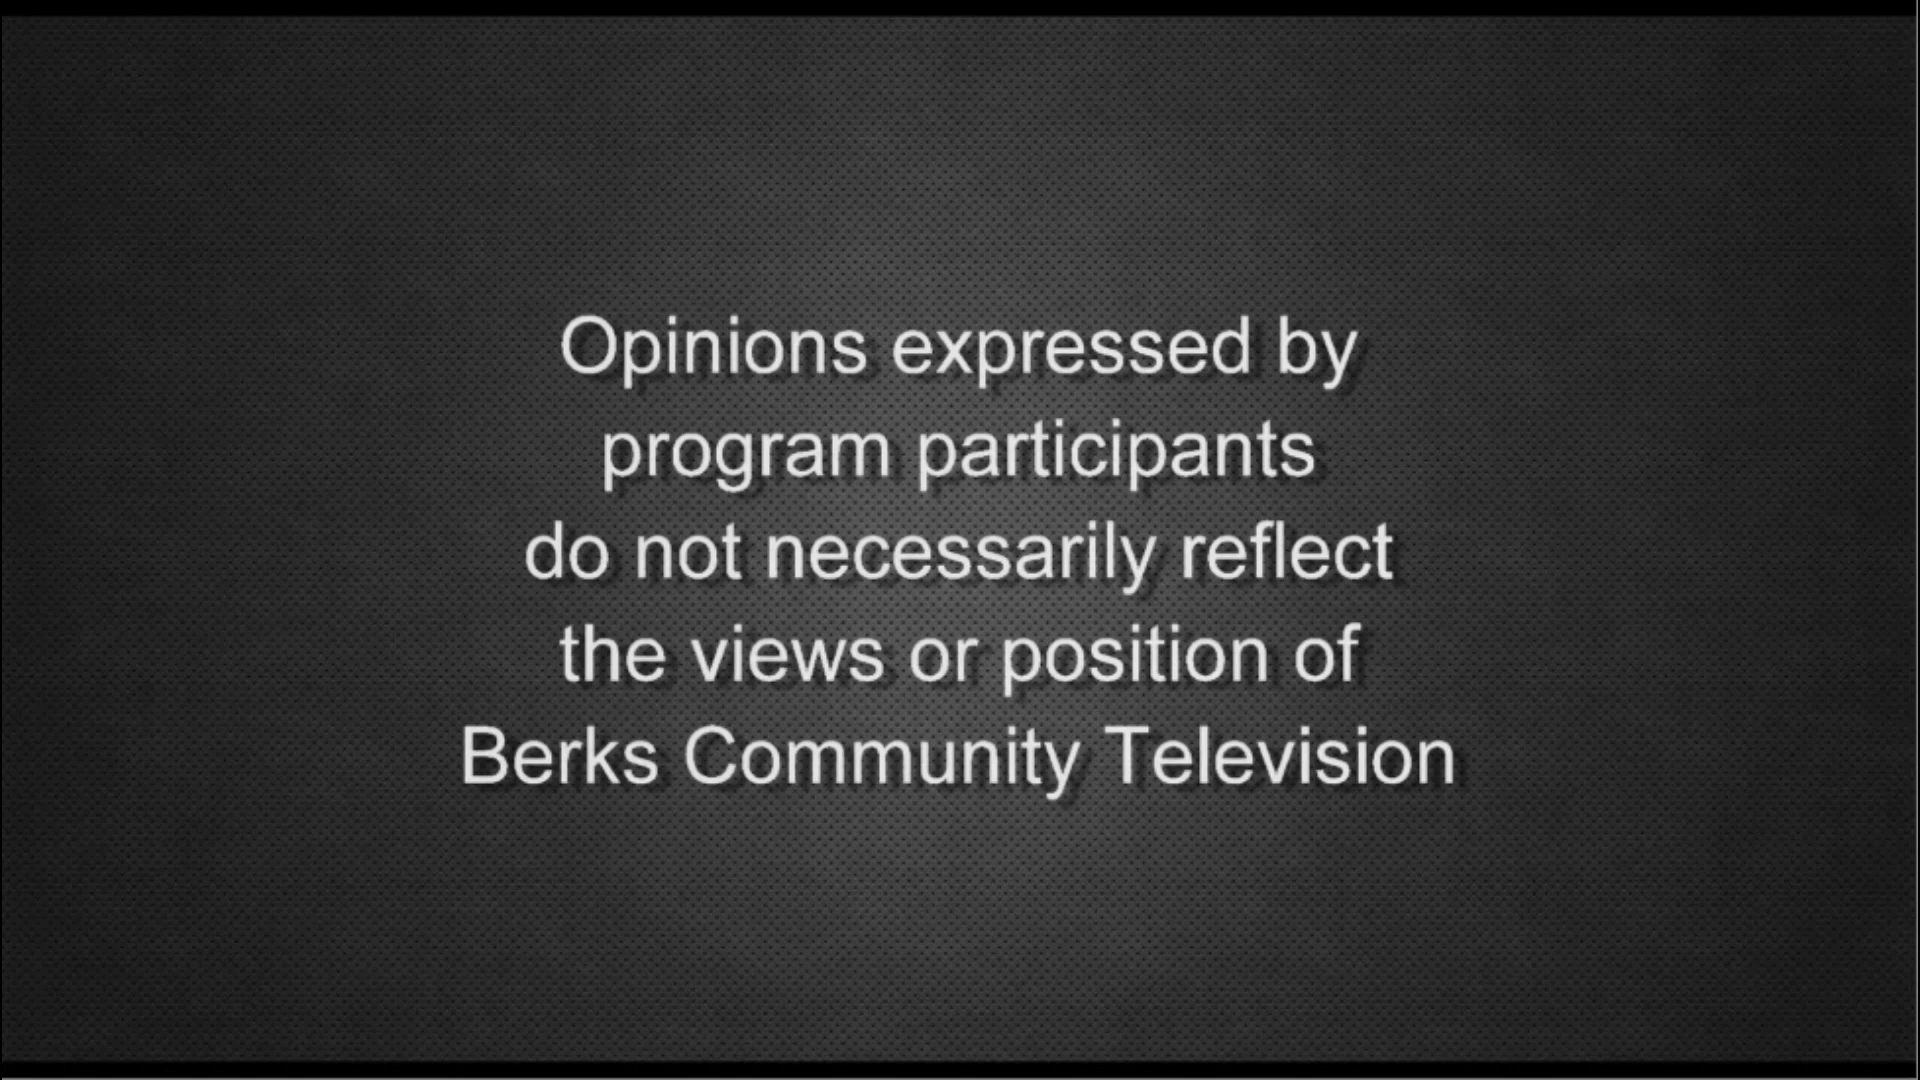 Opinions expressed by
program participants
do not necessarily reflect
the views or position of
Berks Community Television